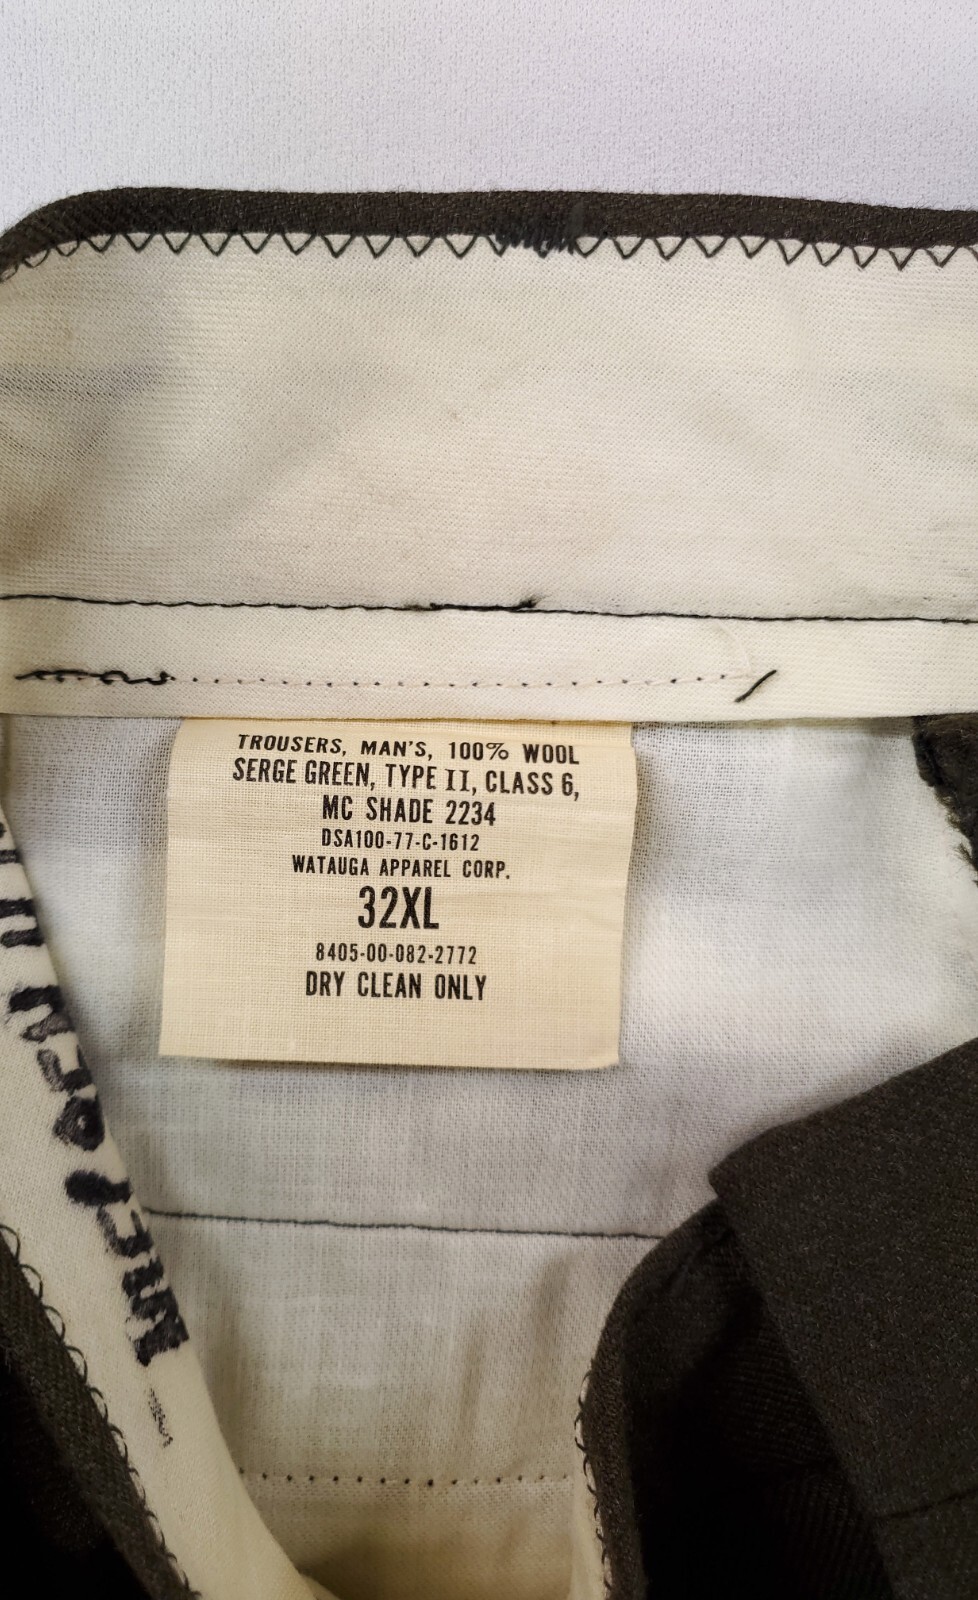 TROUSERS, MAN'S, 100% WOOL
SERGE GREEN, TYPE II, CLASS 6,
MC SHADE 2234
DSA100-77-C-1612
WATAUGA APPAREL CORP.
32XL
8405-00-082-2772
DRY CLEAN ONLY